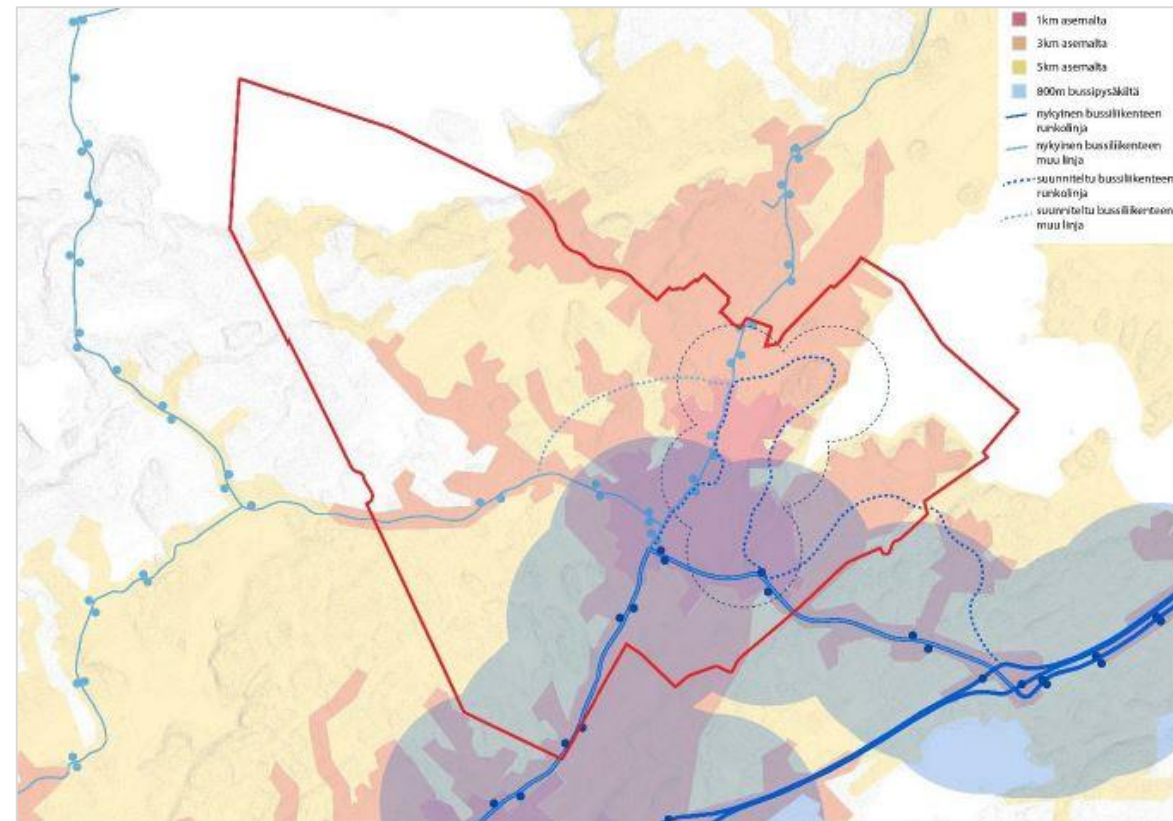 1km asemalta
3km asemalta
5km asemalta
800m bussipysäkiltä
nykyinen bussiliikenteen
runkolinja
nykyinen bussiliikenteen
muu linja
suunniteltu bussiliikenteen
runkolinja
suunniteltu bussiliikenteen
muu linja